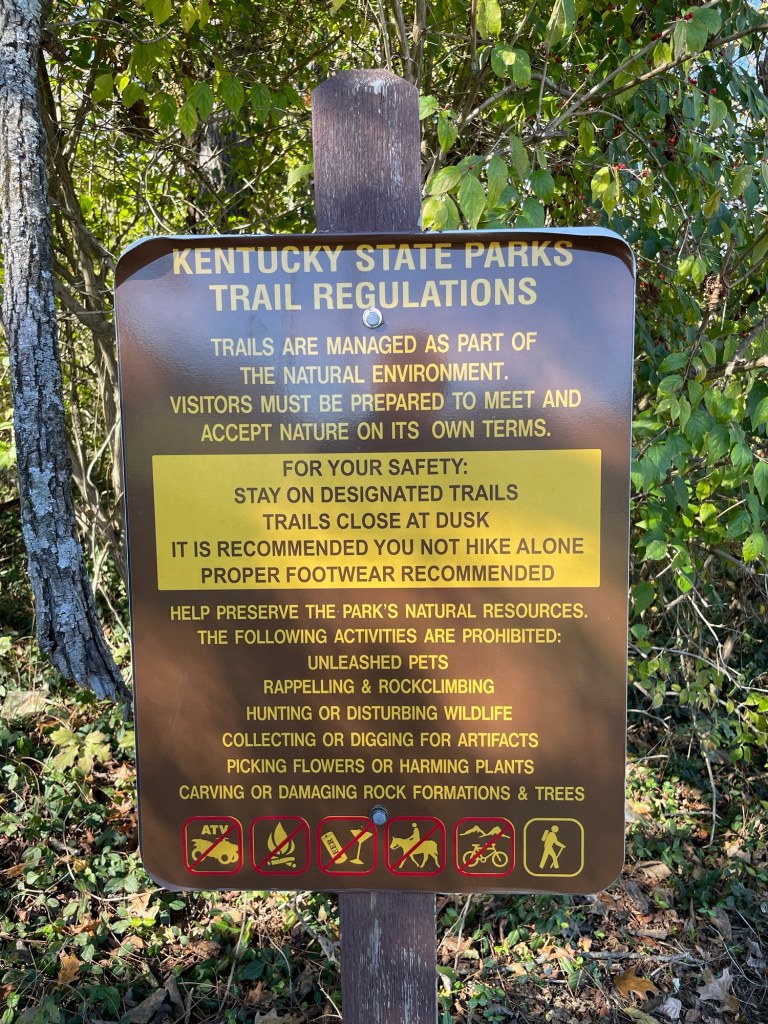 KENTUCKY STATE PARKS
TRAIL REGULATIONS
TRAILS ARE MANAGED AS PART OF
THE NATURAL ENVIRONMENT.
VISITORS MUST BE PREPARED TO MEET AND
ACCEPT NATURE ON ITS OWN TERMS.
FOR YOUR SAFETY:
STAY ON DESIGNATED TRAILS
TRAILS CLOSE AT DUSK
IT IS RECOMMENDED YOU NOT HIKE ALONE
PROPER FOOTWEAR RECOMMENDED
HELP PRESERVE THE PARK'S NATURAL RESOURCES.
THE FOLLOWING ACTIVITIES ARE PROHIBITED:
UNLEASHED PETS
RAPPELLING & ROCKCLIMBING
HUNTING OR DISTURBING WILDLIFE
COLLECTING OR DIGGING FOR ARTIFACTS
PICKING FLOWERS OR HARMING PLANTS
CARVING OR DAMAGING ROCK FORMATIONS & TREES
ATV
BEER